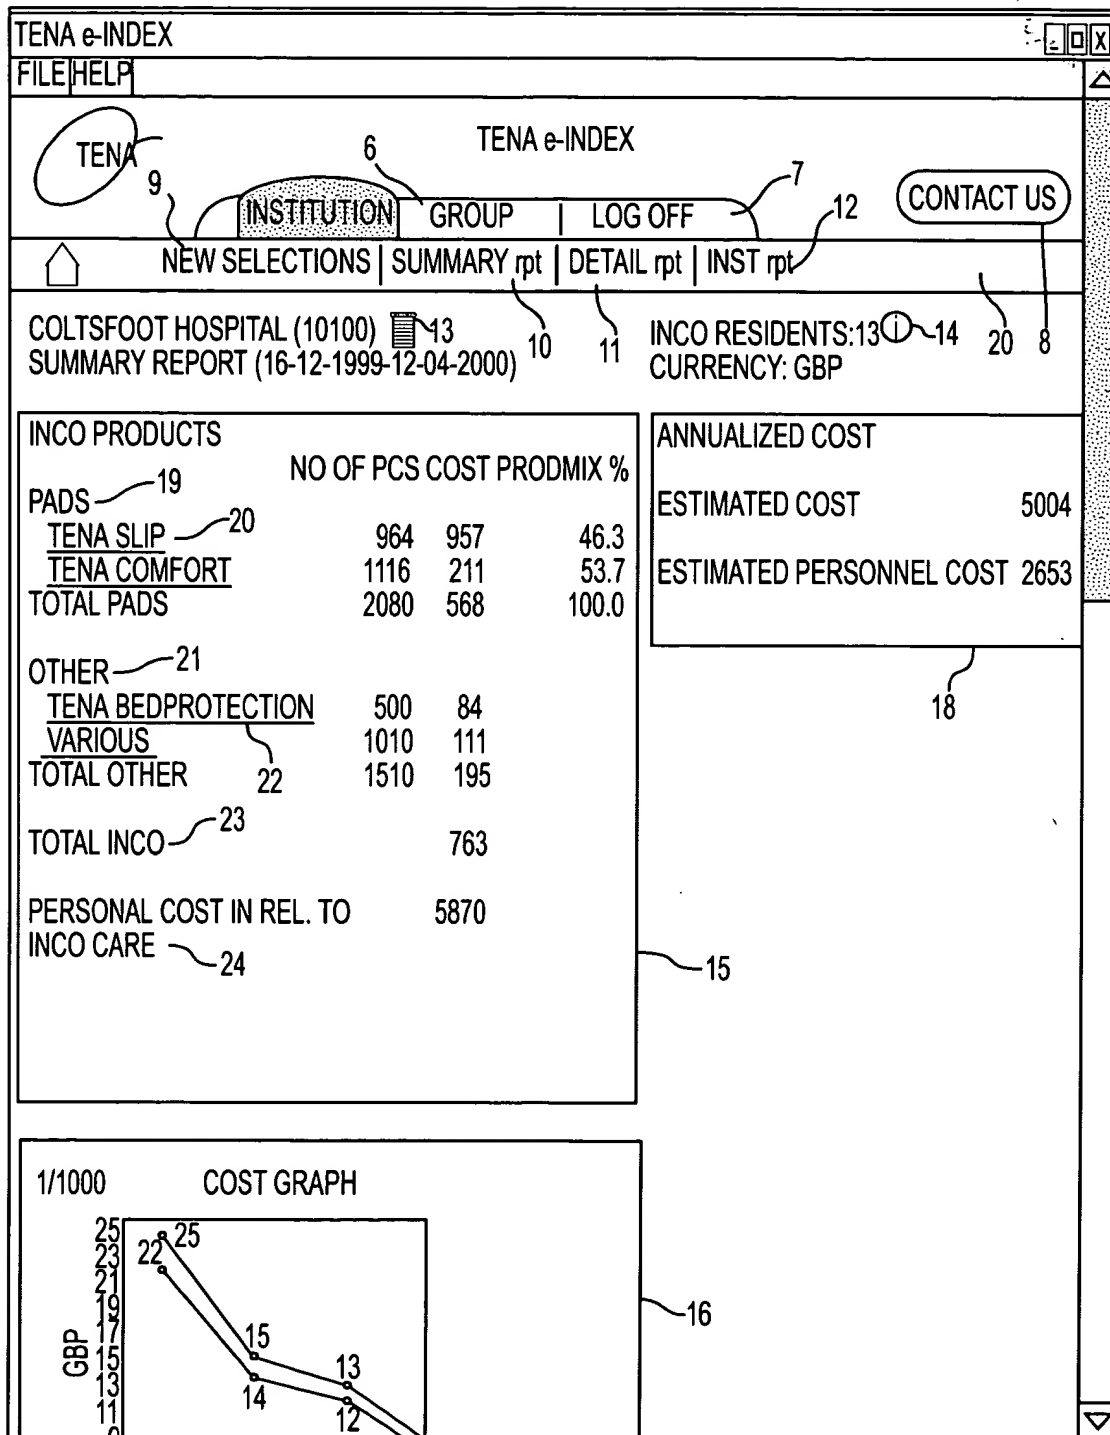 TENA e-INDEX
FILE HELP
TENA
TENA e-INDEX
6
9
7
12
INSTITUTION GROUP | LOG OFF
CONTACT US
NEW SELECTIONS | SUMMARY rpt | DETAIL rpt | INST rpt
COLTSFOOT HOSPITAL (10100) 13
10
11
INCO RESIDENTS:13 i 14
20
8
SUMMARY REPORT (16-12-1999-12-04-2000)
CURRENCY: GBP
INCO PRODUCTS
NO OF PCS COST PRODMIX %
PADS 19
TENA SLIP 20 964 957 46.3
TENA COMFORT 1116 211 53.7
TOTAL PADS 2080 568 100.0
OTHER 21
TENA BEDPROTECTION 500 84
VARIOUS 1010 111
TOTAL OTHER 22 1510 195
TOTAL INCO 23 763
PERSONAL COST IN REL. TO 5870
INCO CARE 24
15
ANNUALIZED COST
ESTIMATED COST 5004
ESTIMATED PERSONNEL COST 2653
18
1/1000 COST GRAPH
GBP
25
23
21
19
17
15
13
11
9
25
22
15
14
13
12
16